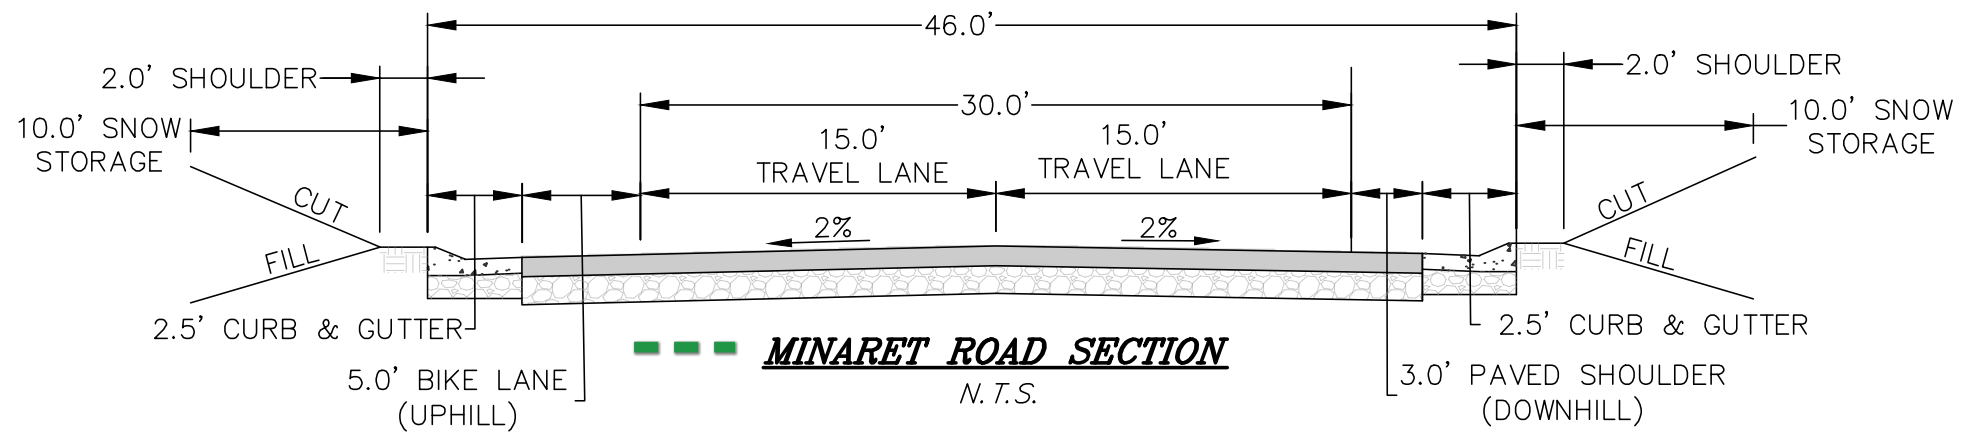 46.0'
2.0' SHOULDER
2.0' SHOULDER
30.0'
10.0' SNOW
STORAGE
15.0'
TRAVEL LANE
15.0'
TRAVEL LANE
10.0' SNOW
STORAGE
CUT
2%
2%
CUT
FILL
FILL
2.5' CURB & GUTTER
2.5' CURB & GUTTER
MINARET ROAD SECTION
N.T.S.
5.0' BIKE LANE
(UPHILL)
3.0' PAVED SHOULDER
(DOWNHILL)